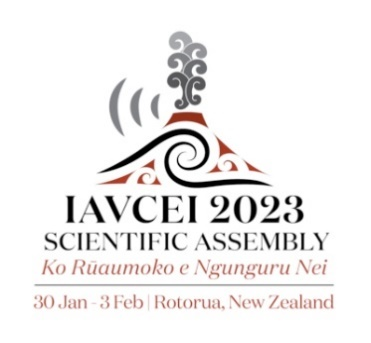 IAVCEI 2023
SCIENTIFIC ASSEMBLY
Ko Rūaumoko e Ngunguru Nei
30 Jan - 3 Feb | Rotorua, New Zealand